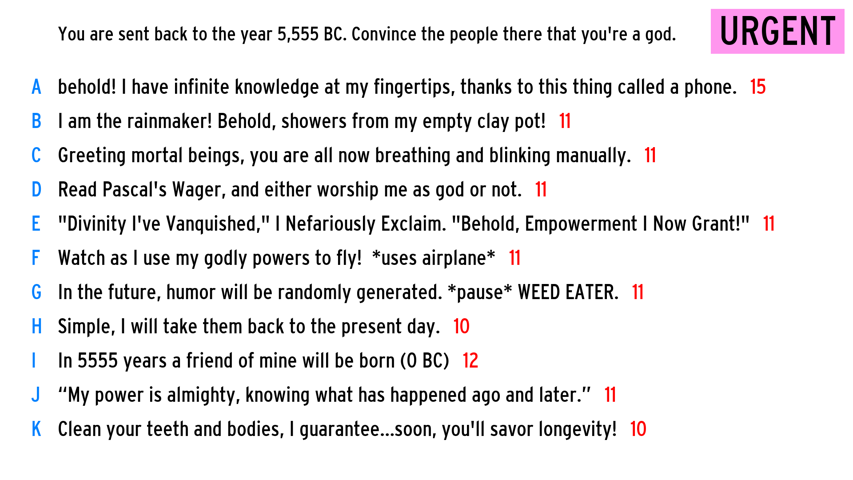 You are sent back to the year 5,555 BC. Convince the people there that you're a god.
URGENT
A behold! I have infinite knowledge at my fingertips, thanks to this thing called a phone. 15
B I am the rainmaker! Behold, showers from my empty clay pot! 11
C Greeting mortal beings, you are all now breathing and blinking manually. 11
D Read Pascal's Wager, and either worship me as god or not. 11
E "Divinity I've Vanquished," I Nefariously Exclaim. "Behold, Empowerment I Now Grant!" 11
F Watch as I use my godly powers to fly! *uses airplane* 11
G In the future, humor will be randomly generated. *pause* WEED EATER. 11
H Simple, I will take them back to the present day. 10
I In 5555 years a friend of mine will be born (0 BC) 12
J “My power is almighty, knowing what has happened ago and later.” 11
K Clean your teeth and bodies, I guarantee...soon, you'll savor longevity! 10